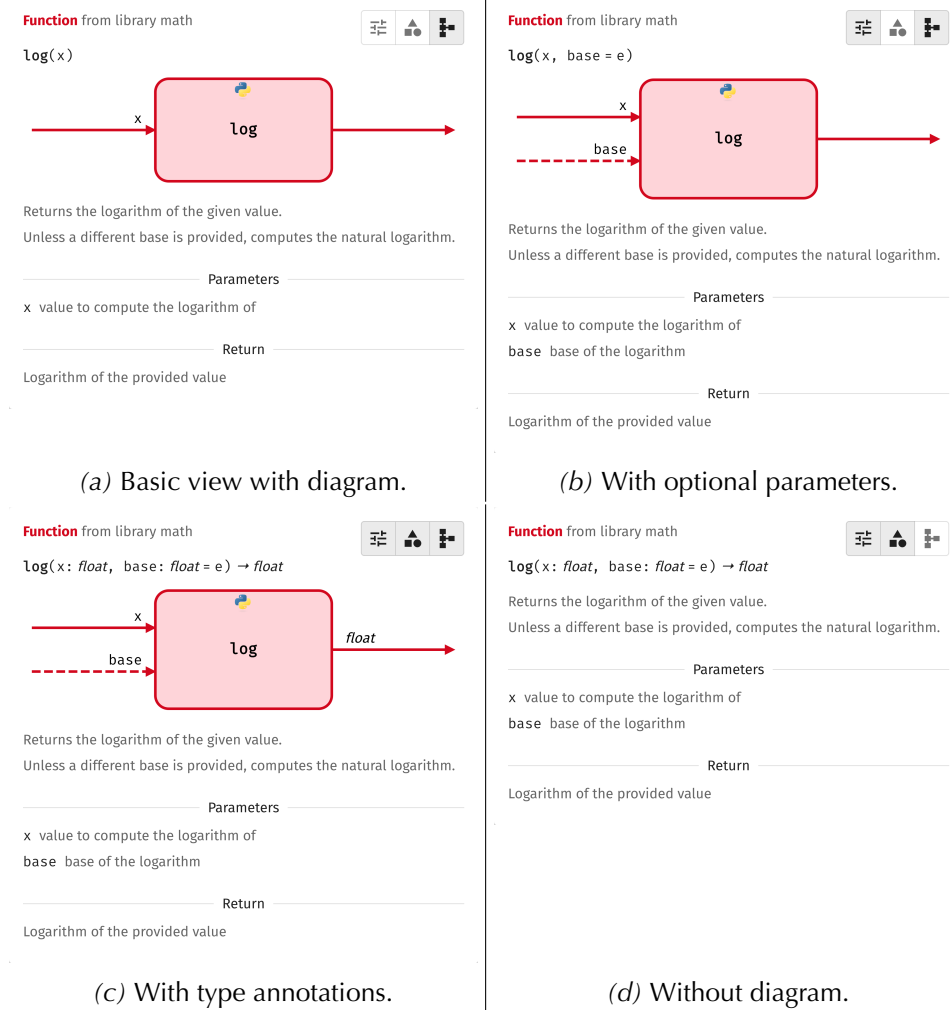 Function from library math
log(x)
x
log
Returns the logarithm of the given value.
Unless a different base is provided, computes the natural logarithm.
Parameters
x value to compute the logarithm of
Return
Logarithm of the provided value
(a) Basic view with diagram.
Function from library math
log(x, base = e)
x
base
log
Returns the logarithm of the given value.
Unless a different base is provided, computes the natural logarithm.
Parameters
x value to compute the logarithm of
base base of the logarithm
Return
Logarithm of the provided value
(b) With optional parameters.
Function from library math
log(x: float, base: float = e) → float
x
base
log
float
Returns the logarithm of the given value.
Unless a different base is provided, computes the natural logarithm.
Parameters
x value to compute the logarithm of
base base of the logarithm
Return
Logarithm of the provided value
(c) With type annotations.
Function from library math
log(x: float, base: float = e) → float
Returns the logarithm of the given value.
Unless a different base is provided, computes the natural logarithm.
Parameters
x value to compute the logarithm of
base base of the logarithm
Return
Logarithm of the provided value
(d) Without diagram.